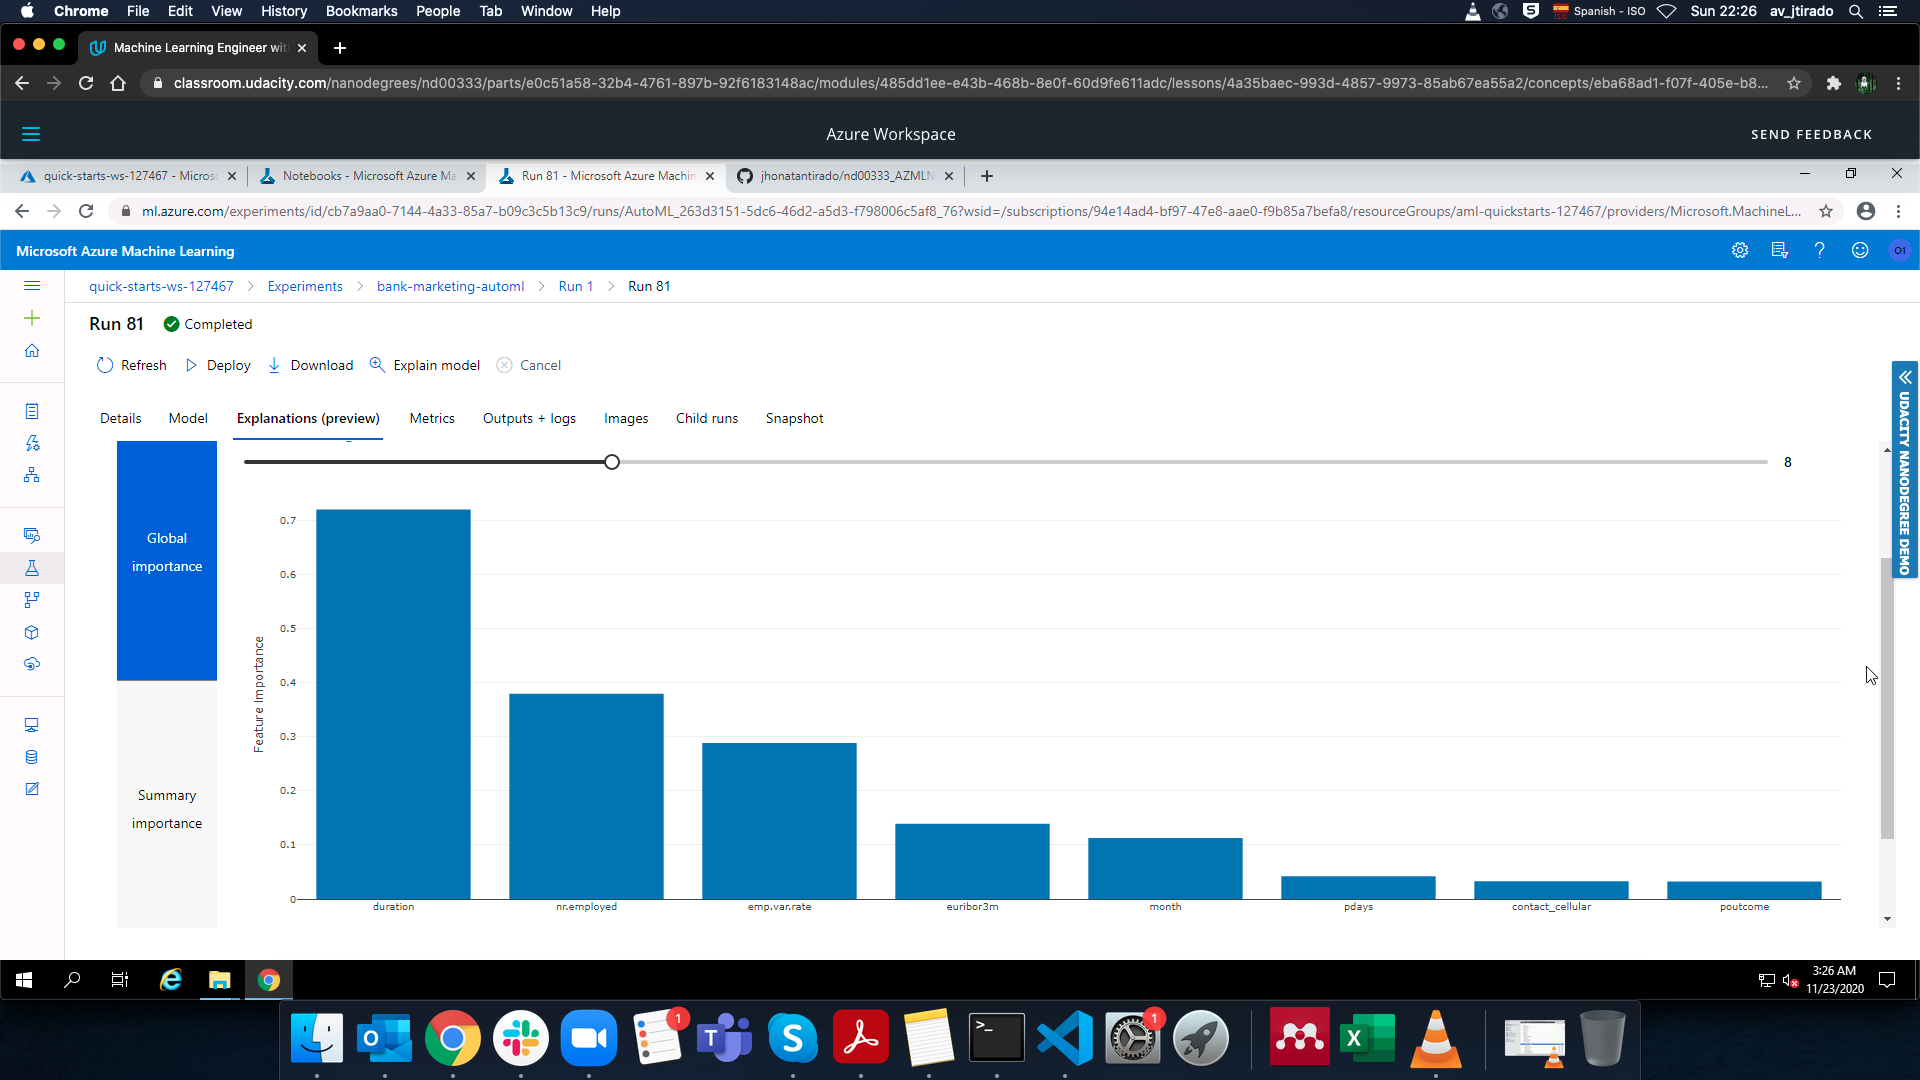 Chrome File Edit View History Bookmarks People Tab Window Help
Spanish - ISO Sun 22:26 av_jtirado
Machine Learning Engineer wit
classroom.udacity.com/nanodegrees/nd00333/parts/e0c51a58-32b4-4761-897b-92f6183148ac/modules/485dd1ee-e43b-468b-8e0f-60d9fe611adc/lessons/4a35baec-993d-4857-9973-85ab67ea55a2/concepts/eba68ad1-f07f-405e-b8...
Azure Workspace
SEND FEEDBACK
quick-starts-ws-127467 - Micros
Notebooks - Microsoft Azure Ma
Run 81 - Microsoft Azure Machin
jhonatantirado/nd00333_AZMLN
ml.azure.com/experiments/id/cb7a9aa0-7144-4a33-85a7-b09c3c5b13c9/runs/AutoML_263d3151-5dc6-46d2-a5d3-f798006c5af8_76?wsid=/subscriptions/94e14ad4-bf97-47e8-aae0-f9b85a7befa8/resourceGroups/aml-quickstarts-127467/providers/Microsoft.MachineL...
Microsoft Azure Machine Learning
O1
quick-starts-ws-127467 > Experiments > bank-marketing-automl > Run 1 > Run 81
Run 81 Completed
Refresh Deploy Download Explain model Cancel
Details Model Explanations (preview) Metrics Outputs + logs Images Child runs Snapshot
UDACITY NANODEGREE DEMO
8
Global
importance
Summary
importance
Feature Importance
0.7
0.6
0.5
0.4
0.3
0.2
0.1
0
duration nr.employed emp.var.rate euribor3m month pdays contact_cellular poutcome
3:26 AM
11/23/2020
1
1